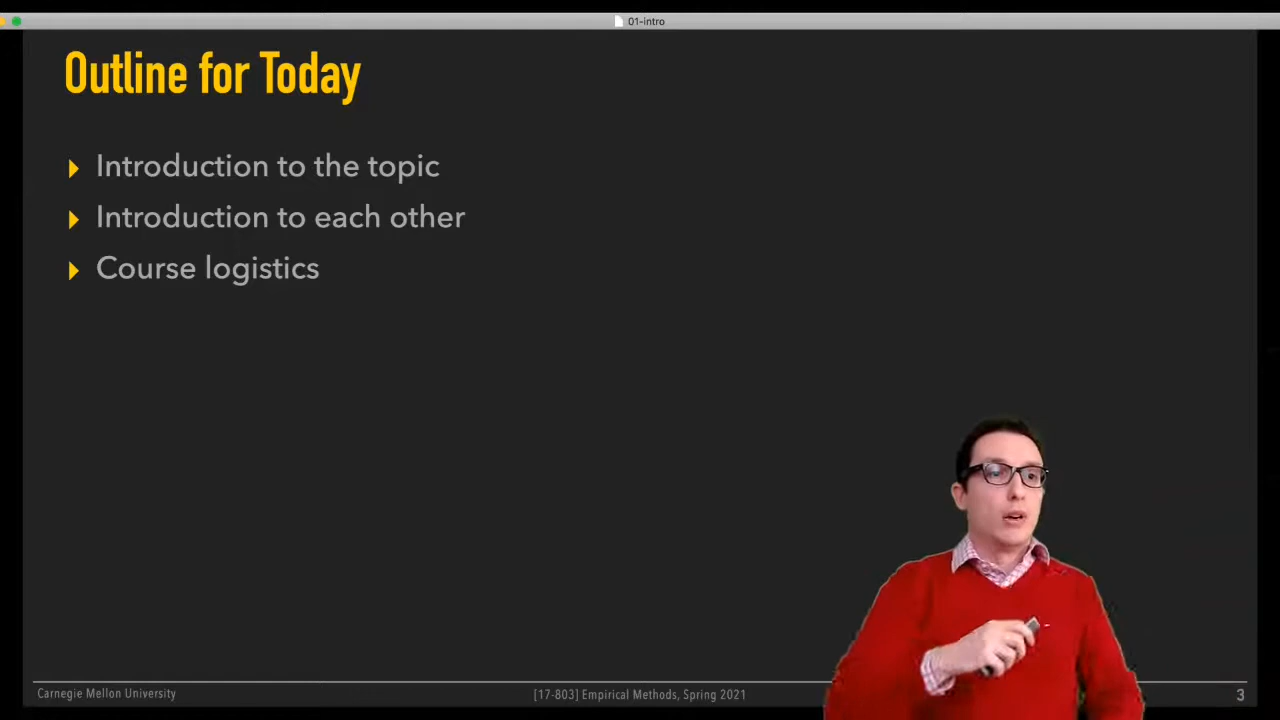 01-intro
Outline for Today
Introduction to the topic
Introduction to each other
Course logistics
Carnegie Mellon University
[17-803] Empirical Methods, Spring 2021
3